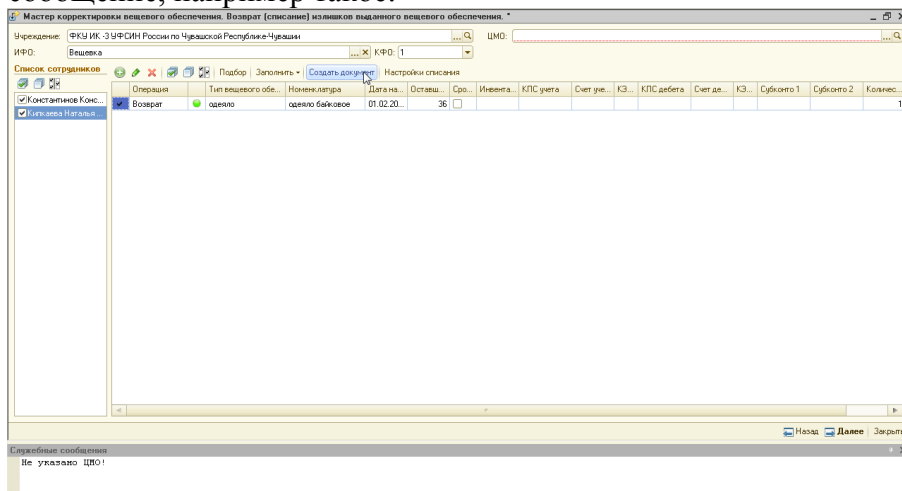 сообщение, например такое:
Мастер корректировки вещевого обеспечения. Возврат (списание) излишков выданного вещевого обеспечения. *
Учреждение: ФКУ ИК -3 УФСИН России по Чувашской Республике-Чувашии ... ЦМО: ...
ИФО: Вещевка ... КФО: 1
Список сотрудников
Подбор Заполнить Создать документ Настройки списания
Операция Тип вещевого обе... Номенклатура Дата на... Оставш... Сро... Инвента... КПС учета Счет уче... КЭ... КПС дебета Счет де... КЭ... Субконто 1 Субконто 2 Количес...
Константинов Конс... Возврат одеяло одеяло байковое 01.02.20... 36 1
Кипкаева Наталья ...
Назад Далее Закрыть
Служебные сообщения
Не указано ЦМО!